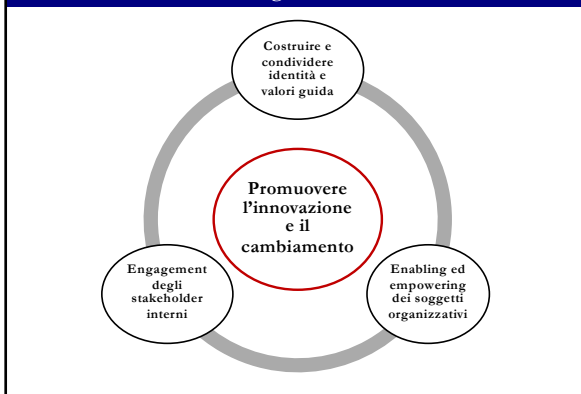 Costruire e
condividere
identità e
valori guida
Promuovere
l'innovazione
e il
cambiamento
Engagement
degli
stakeholder
interni
Enabling ed
empowering
dei soggetti
organizzativi